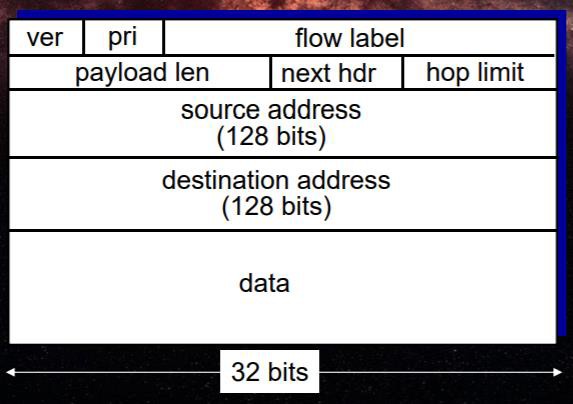 ver pri flow label
payload len next hdr hop limit
source address
(128 bits)
destination address
(128 bits)
data
32 bits